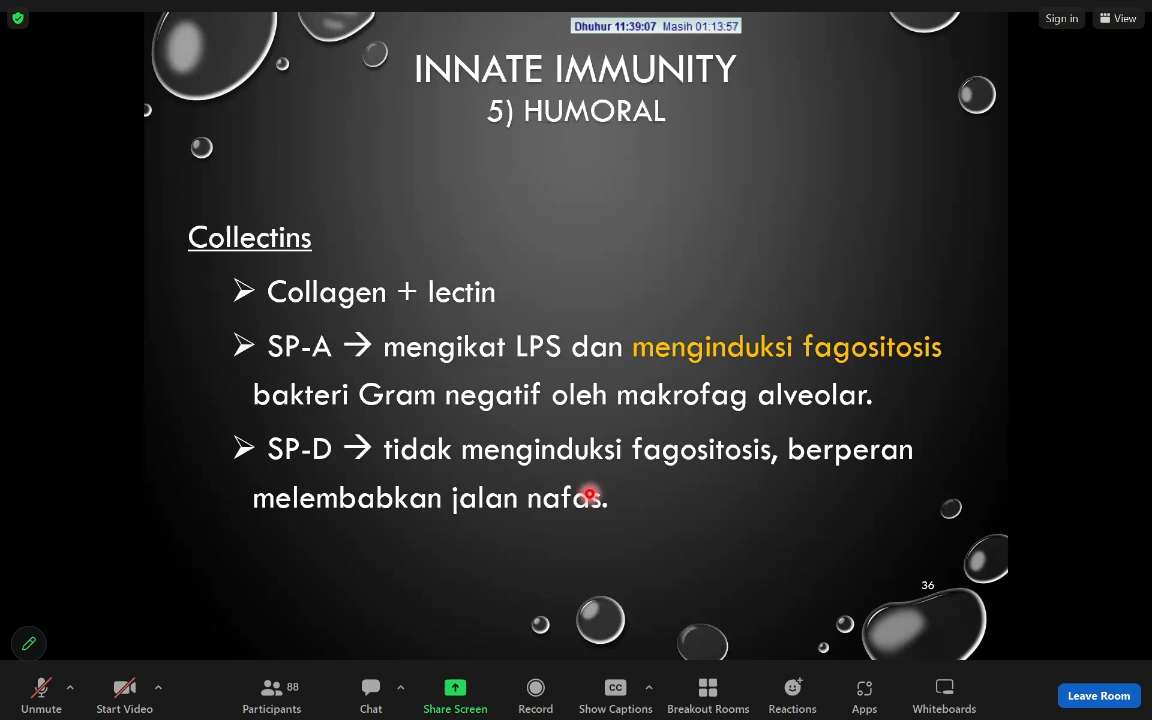 Dhuhur 11:39:07 Masih 01:13:57
Sign in
View
INNATE IMMUNITY
5) HUMORAL
Collectins
Collagen + lectin
SP-A → mengikat LPS dan menginduksi fagositosis
bakteri Gram negatif oleh makrofag alveolar.
SP-D → tidak menginduksi fagositosis, berperan
melembabkan jalan nafas.
36
Unmute
Start Video
88
Participants
Chat
Share Screen
Record
CC
Show Captions
Breakout Rooms
Reactions
Apps
Whiteboards
Leave Room